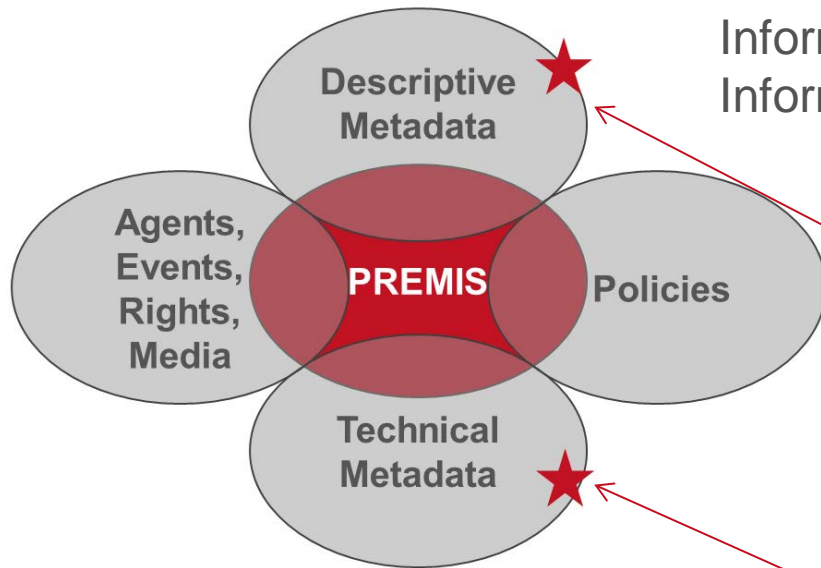 Descriptive
Metadata
Agents,
Events,
Rights,
Media
PREMIS
Policies
Technical
Metadata